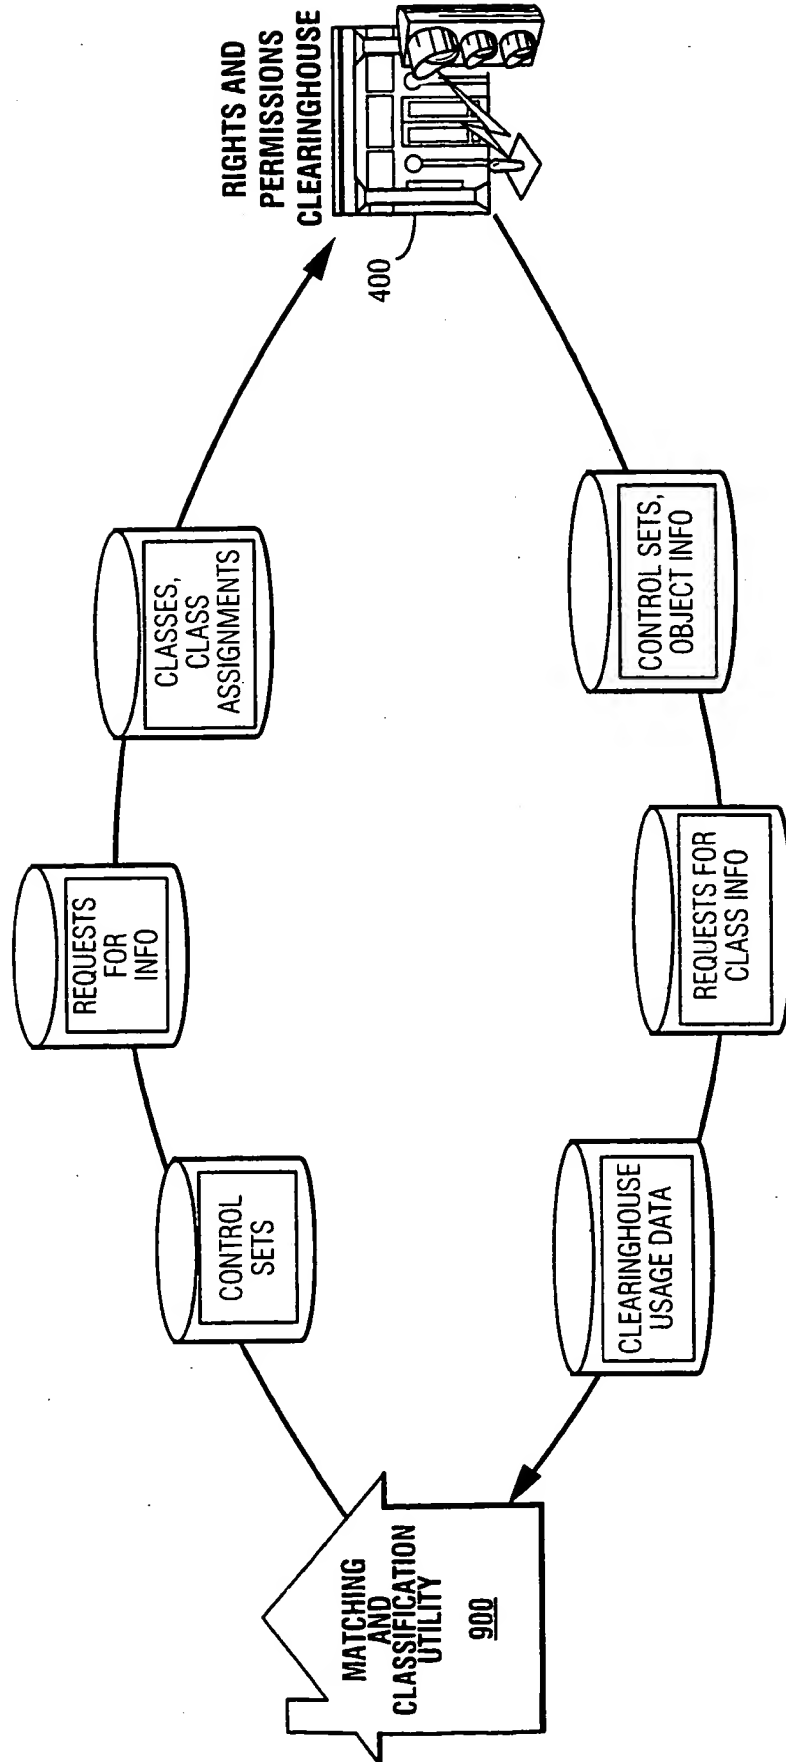 RIGHTS AND
PERMISSIONS
CLEARINGHOUSE
400
CLASSES,
CLASS
ASSIGNMENTS
REQUESTS
FOR
INFO
CONTROL
SETS
MATCHING
AND
CLASSIFICATION
UTILITY
900
CLEARINGHOUSE
USAGE DATA
REQUESTS FOR
CLASS INFO
CONTROL SETS,
OBJECT INFO